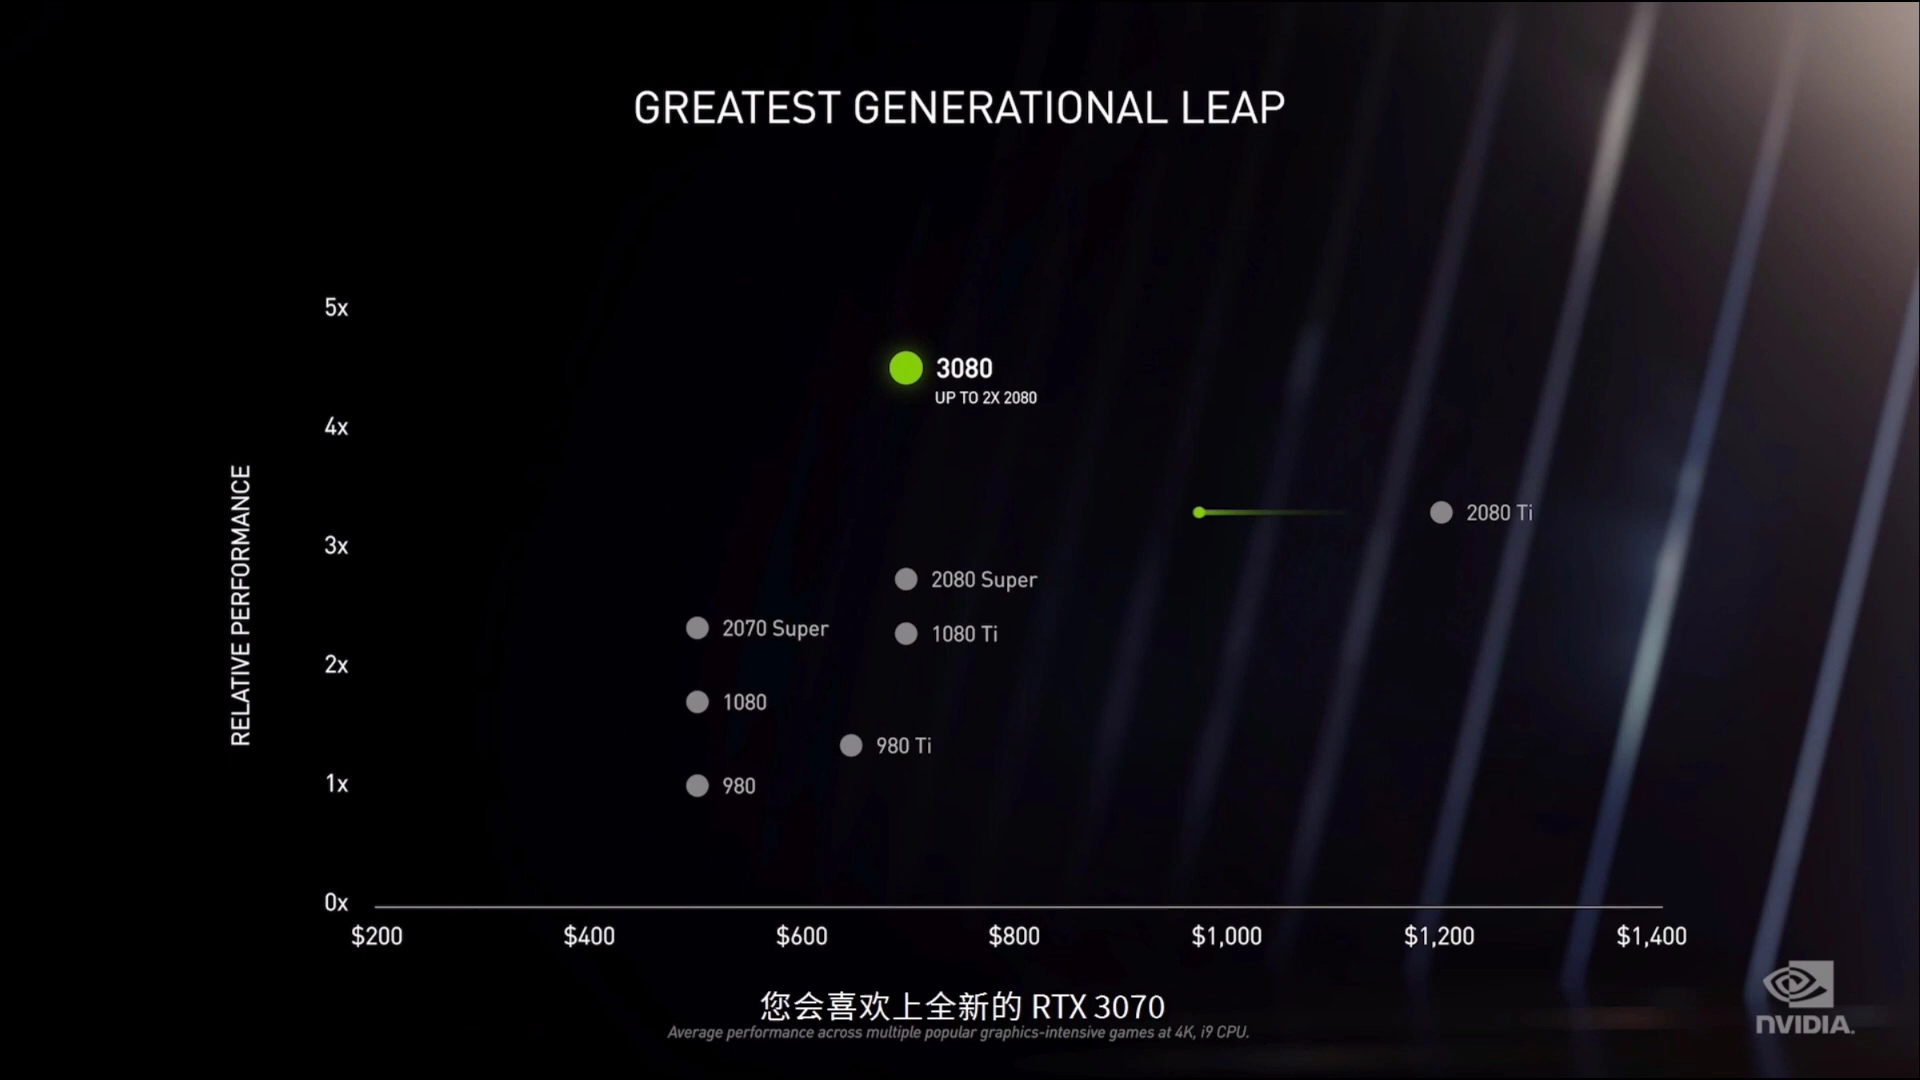 GREATEST GENERATIONAL LEAP
RELATIVE PERFORMANCE
5x
4x
3x
2x
1x
0x
3080
UP TO 2X 2080
2080 Ti
2080 Super
2070 Super
1080 Ti
1080
980 Ti
980
$200
$400
$600
$800
$1,000
$1,200
$1,400
您会喜欢上全新的 RTX 3070
Average performance across multiple popular graphics-intensive games at 4K, i9 CPU.
NVIDIA.